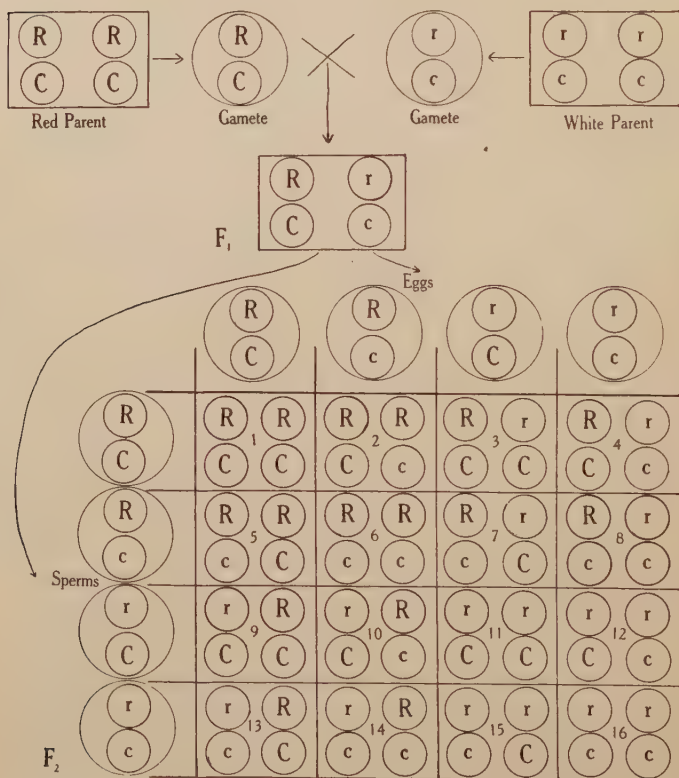 R R R r r r
C C C c c c
Red Parent Gamete Gamete White Parent
R r
C c
F₁
Eggs
R R r r
C c C c
R R R R R R r R r
1 2 3 4
C C C C c C C C c
R R R R R R r R r
5 6 7 8
c c C c c c C c c
Sperms
r r R r R r r r r
9 10 11 12
C C C C c C C C c
r r R r R r r r r
13 14 15 16
c c C c c c C c c
F₂